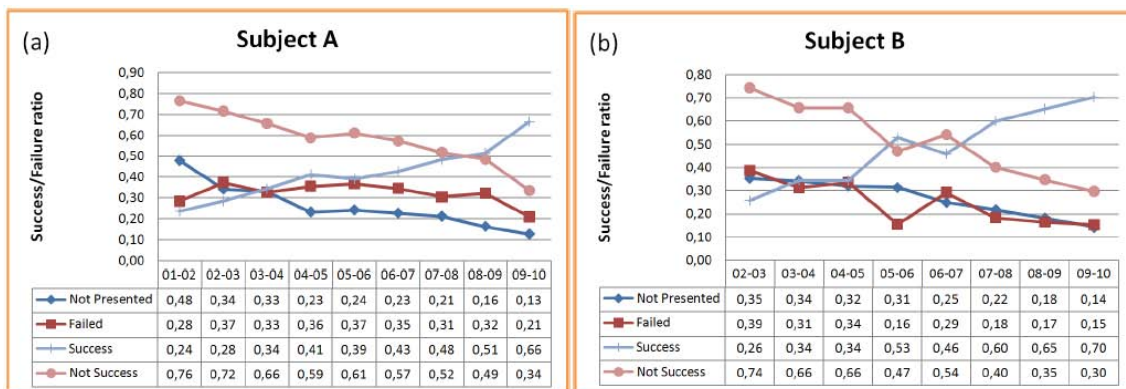 (a)
Subject A
Success/Failure ratio
0,90
0,80
0,70
0,60
0,50
0,40
0,30
0,20
0,10
0,00
01-02 02-03 03-04 04-05 05-06 06-07 07-08 08-09 09-10
Not Presented 0,48 0,34 0,33 0,23 0,24 0,23 0,21 0,16 0,13
Failed 0,28 0,37 0,33 0,36 0,37 0,35 0,31 0,32 0,21
Success 0,24 0,28 0,34 0,41 0,39 0,43 0,48 0,51 0,66
Not Success 0,76 0,72 0,66 0,59 0,61 0,57 0,52 0,49 0,34
(b)
Subject B
Success/Failure ratio
0,80
0,70
0,60
0,50
0,40
0,30
0,20
0,10
0,00
02-03 03-04 04-05 05-06 06-07 07-08 08-09 09-10
Not Presented 0,35 0,34 0,32 0,31 0,25 0,22 0,18 0,14
Failed 0,39 0,31 0,34 0,16 0,29 0,18 0,17 0,15
Success 0,26 0,34 0,34 0,53 0,46 0,60 0,65 0,70
Not Success 0,74 0,66 0,66 0,47 0,54 0,40 0,35 0,30